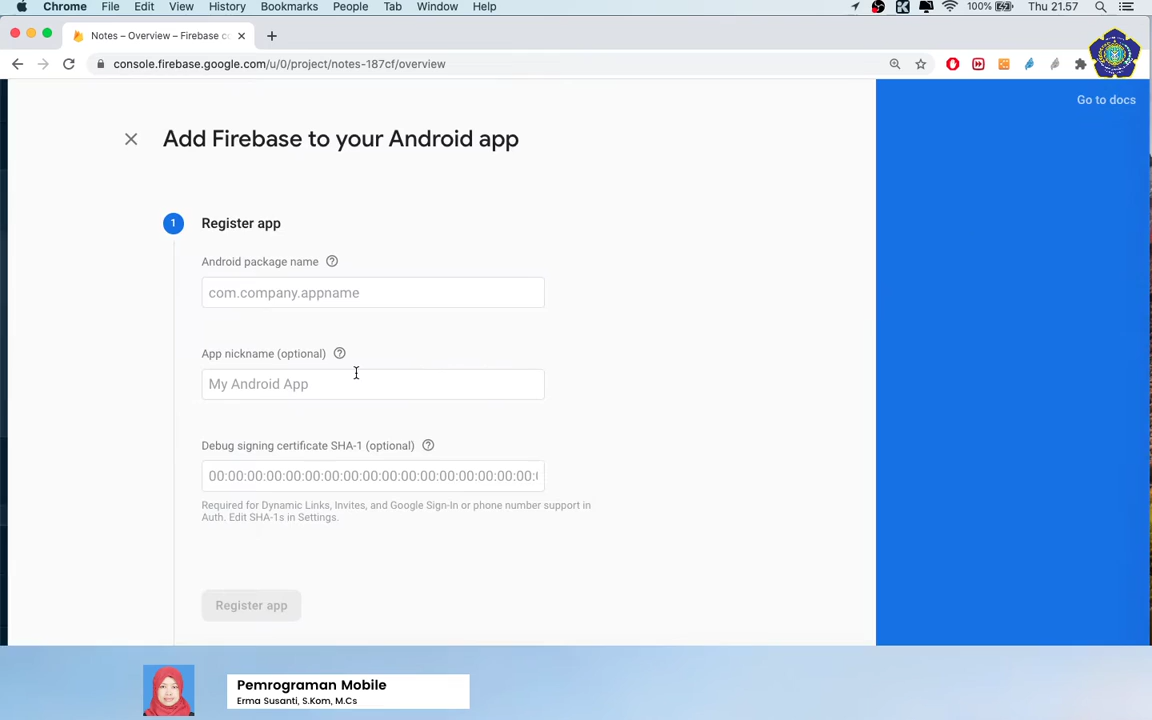 Chrome File Edit View History Bookmarks People Tab Window Help 100% Thu 21.57
Notes – Overview – Firebase co
console.firebase.google.com/u/0/project/notes-187cf/overview
Go to docs
Add Firebase to your Android app
1 Register app
Android package name
com.company.appname
App nickname (optional)
My Android App
Debug signing certificate SHA-1 (optional)
00:00:00:00:00:00:00:00:00:00:00:00:00:00:00:00:00:
Required for Dynamic Links, Invites, and Google Sign-In or phone number support in
Auth. Edit SHA-1s in Settings.
Register app
Pemrograman Mobile
Erma Susanti, S.Kom, M.Cs